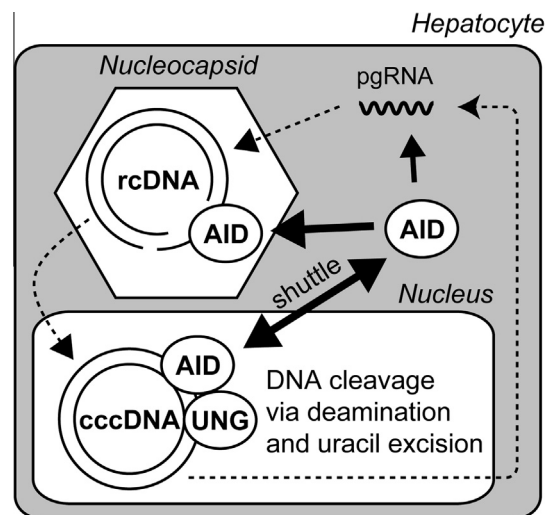 Hepatocyte
Nucleocapsid
pgRNA
rcDNA
AID
AID
shuttle
Nucleus
AID
cccDNA
UNG
DNA cleavage
via deamination
and uracil excision